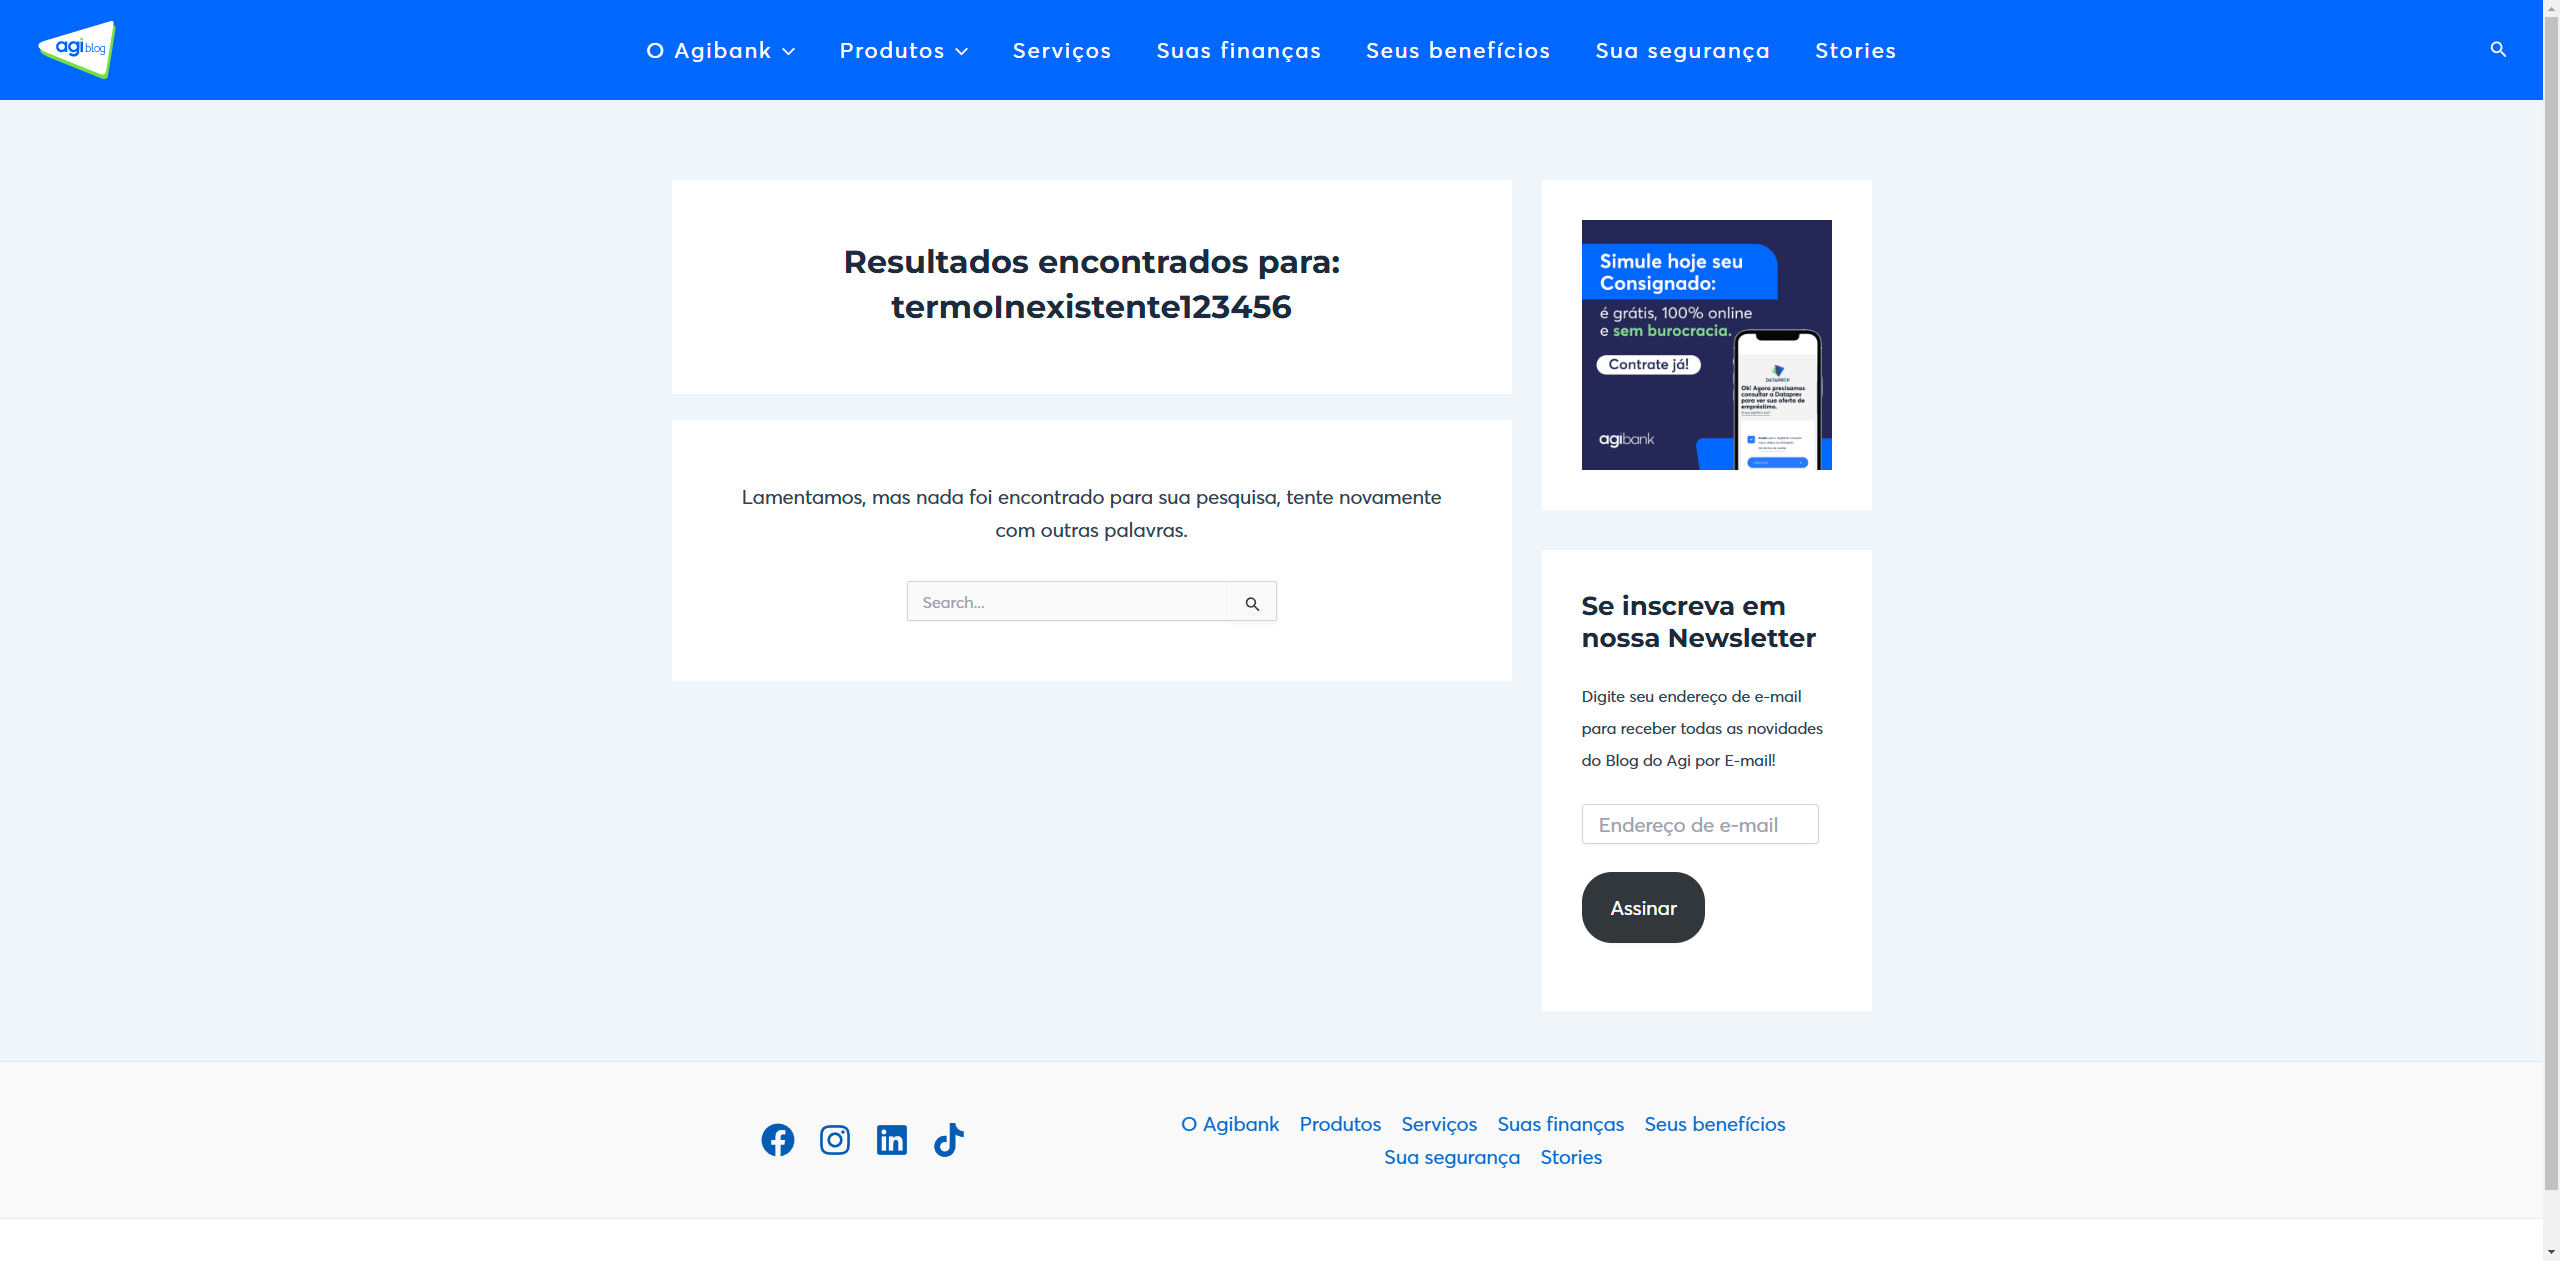 agiblog
O Agibank
Produtos
Serviços
Suas finanças
Seus benefícios
Sua segurança
Stories
Resultados encontrados para:
termoInexistente123456
Lamentamos, mas nada foi encontrado para sua pesquisa, tente novamente
com outras palavras.
Search...
Simule hoje seu
Consignado:
é grátis, 100% online
e sem burocracia.
Contrate já!
DATAPREV
Ok! Agora precisamos
consultar a Dataprev
para ver sua oferta de
empréstimo.
agibank
Se inscreva em
nossa Newsletter
Digite seu endereço de e-mail
para receber todas as novidades
do Blog do Agi por E-mail!
Endereço de e-mail
Assinar
O Agibank Produtos Serviços Suas finanças Seus benefícios
Sua segurança Stories